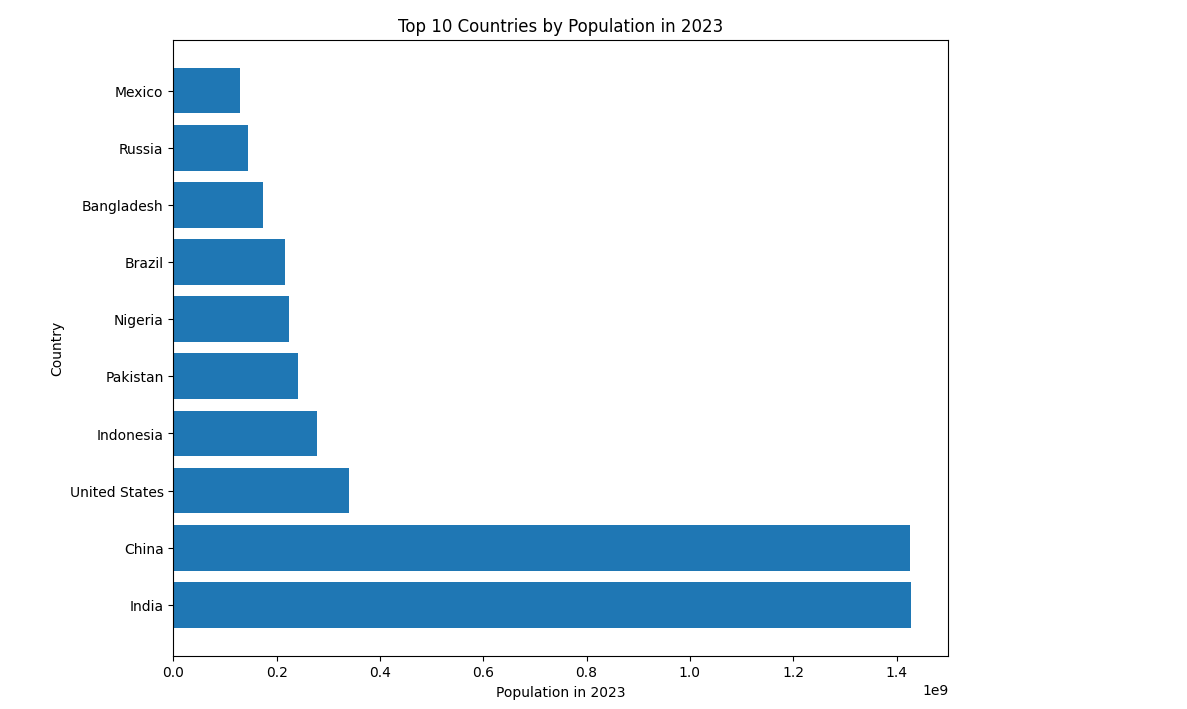 Top 10 Countries by Population in 2023
Mexico
Russia
Bangladesh
Brazil
Nigeria
Pakistan
Indonesia
United States
China
India
Country
0.0 0.2 0.4 0.6 0.8 1.0 1.2 1.4
1e9
Population in 2023